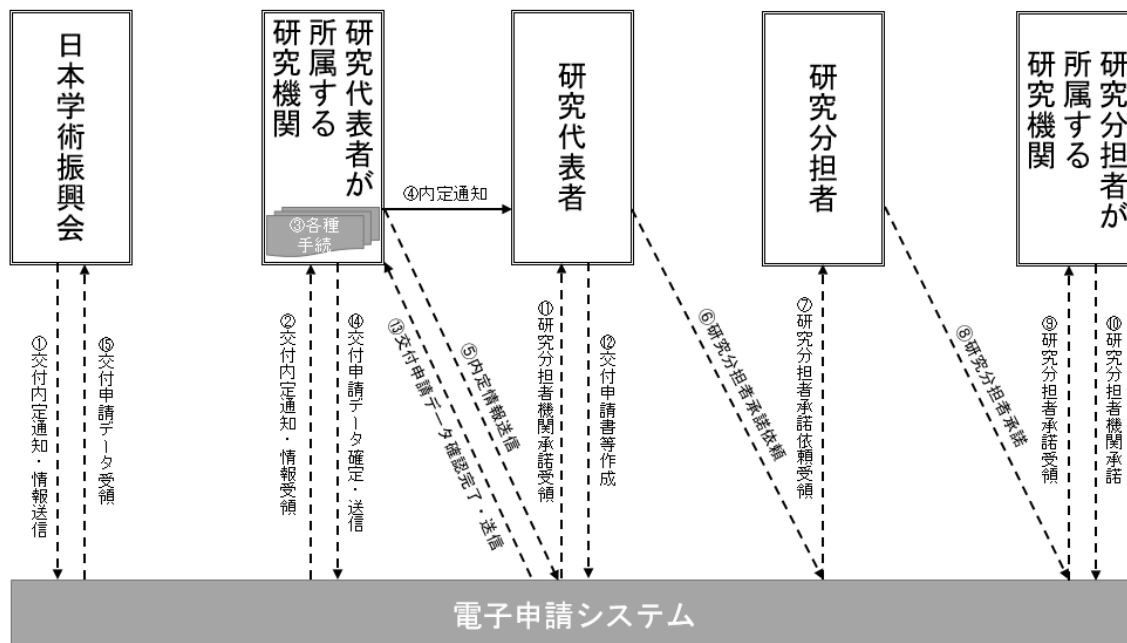 日本学術振興会
研究代表者が
所属する
研究機関
③各種
手続
研究代表者
研究分担者
研究分担者が
所属する
研究機関
④内定通知
①交付内定通知・情報送信
⑮交付申請データ受領
②交付内定通知・情報受領
⑭交付申請データ確定・送信
⑬交付申請データ確認完了・送信
⑤内定情報送信
⑪研究分担者機関承諾受領
⑫交付申請書等作成
⑥研究分担者承諾依頼
⑦研究分担者承諾依頼受領
⑧研究分担者承諾
⑨研究分担者承諾受領
⑩研究分担者機関承諾
電子申請システム